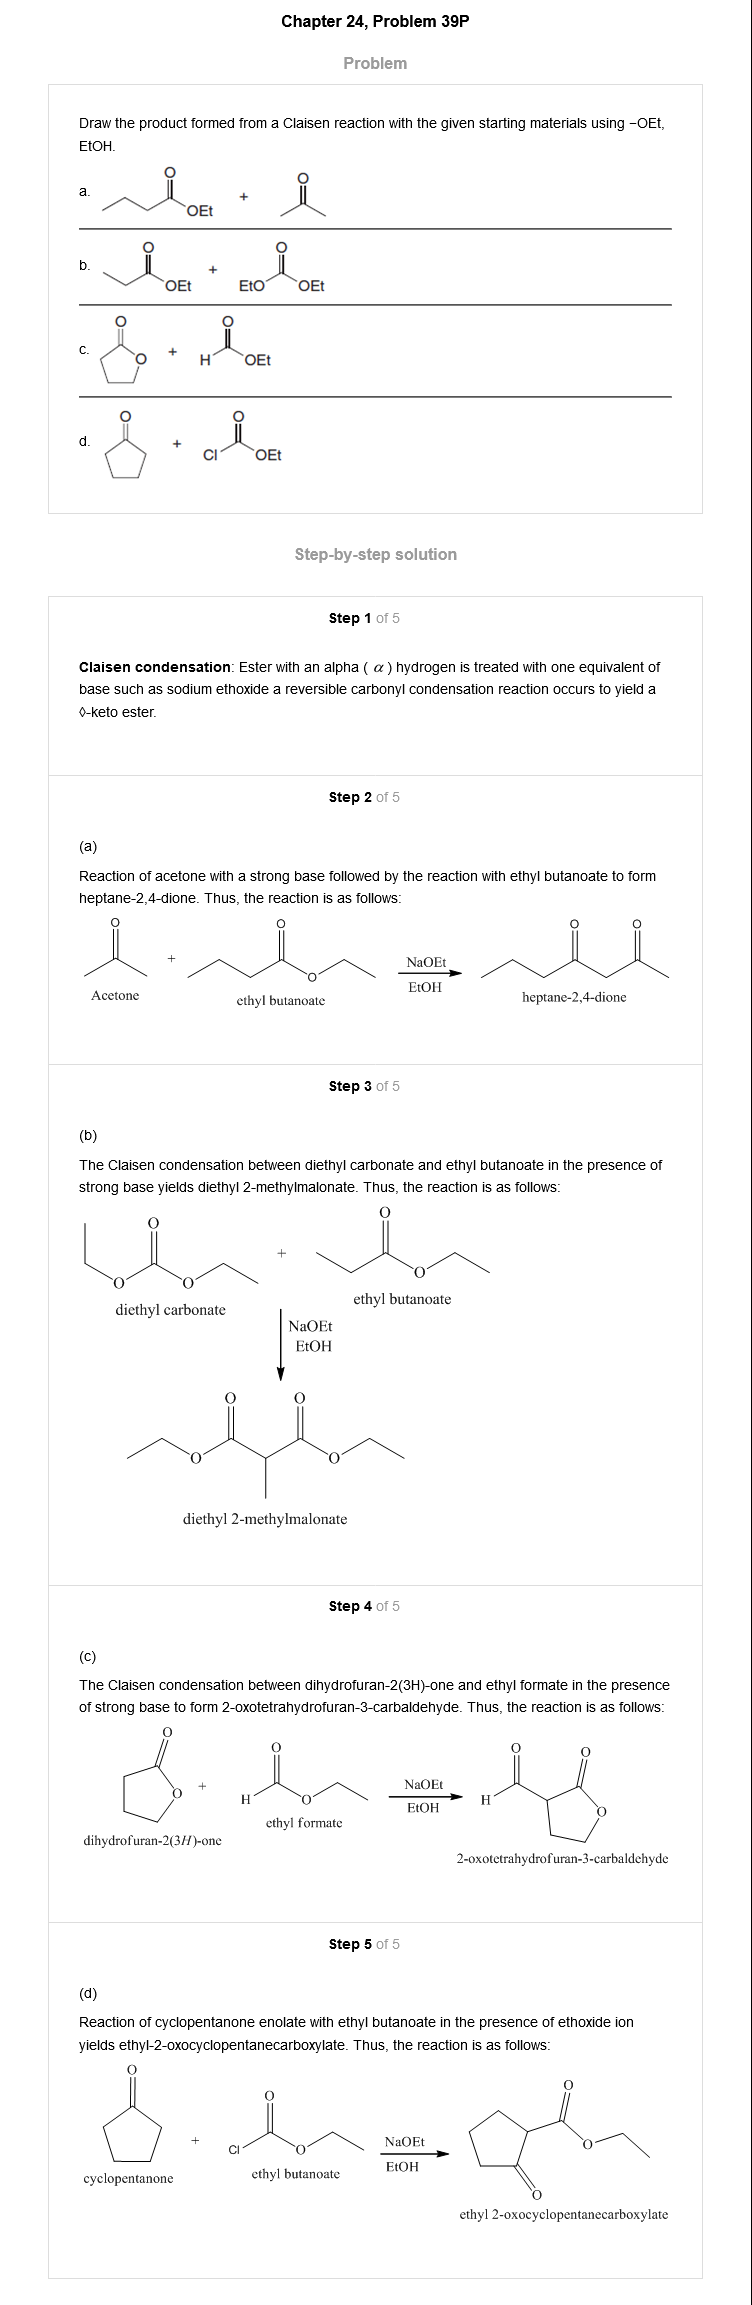 Chapter 24, Problem 39P
Problem
Draw the product formed from a Claisen reaction with the given starting materials using −OEt,
EtOH.
a.
O
OEt
+
O
b.
O
OEt
+
O
EtO
OEt
c.
O
O
+
O
H
OEt
d.
O
+
O
Cl
OEt
Step-by-step solution
Step 1 of 5
Claisen condensation: Ester with an alpha ( α ) hydrogen is treated with one equivalent of
base such as sodium ethoxide a reversible carbonyl condensation reaction occurs to yield a
◊-keto ester.
Step 2 of 5
(a)
Reaction of acetone with a strong base followed by the reaction with ethyl butanoate to form
heptane-2,4-dione. Thus, the reaction is as follows:
O
Acetone
+
O
O
ethyl butanoate
NaOEt
EtOH
O
O
heptane-2,4-dione
Step 3 of 5
(b)
The Claisen condensation between diethyl carbonate and ethyl butanoate in the presence of
strong base yields diethyl 2-methylmalonate. Thus, the reaction is as follows:
O
O
O
diethyl carbonate
+
O
O
ethyl butanoate
NaOEt
EtOH
O
O
O
O
diethyl 2-methylmalonate
Step 4 of 5
(c)
The Claisen condensation between dihydrofuran-2(3H)-one and ethyl formate in the presence
of strong base to form 2-oxotetrahydrofuran-3-carbaldehyde. Thus, the reaction is as follows:
O
O
dihydrofuran-2(3H)-one
+
O
H
O
ethyl formate
NaOEt
EtOH
O
O
H
O
2-oxotetrahydrofuran-3-carbaldehyde
Step 5 of 5
(d)
Reaction of cyclopentanone enolate with ethyl butanoate in the presence of ethoxide ion
yields ethyl-2-oxocyclopentanecarboxylate. Thus, the reaction is as follows:
O
cyclopentanone
+
O
Cl
O
ethyl butanoate
NaOEt
EtOH
O
O
O
ethyl 2-oxocyclopentanecarboxylate